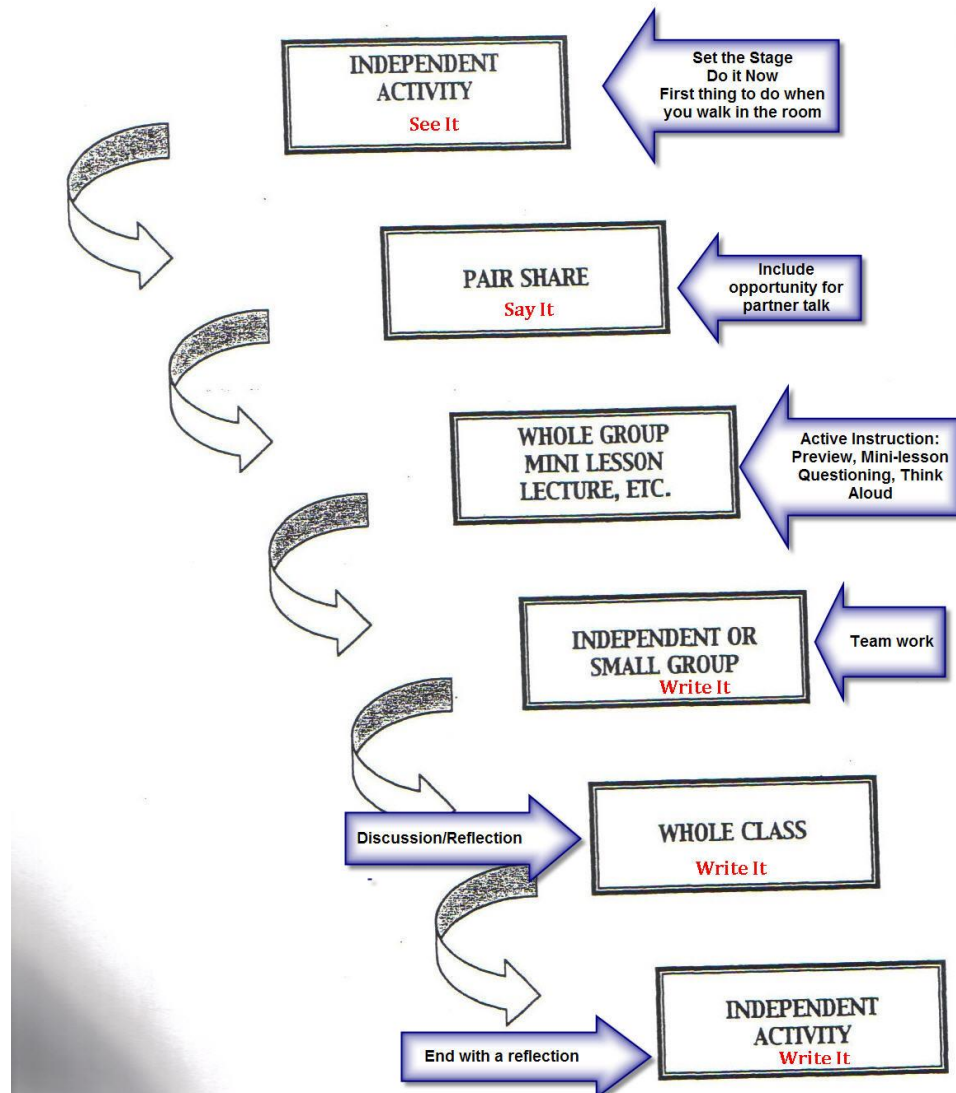 INDEPENDENT
ACTIVITY
See It
Set the Stage
Do it Now
First thing to do when
you walk in the room
PAIR SHARE
Say It
Include
opportunity for
partner talk
WHOLE GROUP
MINI LESSON
LECTURE, ETC.
Active Instruction:
Preview, Mini-lesson
Questioning, Think
Aloud
INDEPENDENT OR
SMALL GROUP
Write It
Team work
Discussion/Reflection
WHOLE CLASS
Write It
End with a reflection
INDEPENDENT
ACTIVITY
Write It